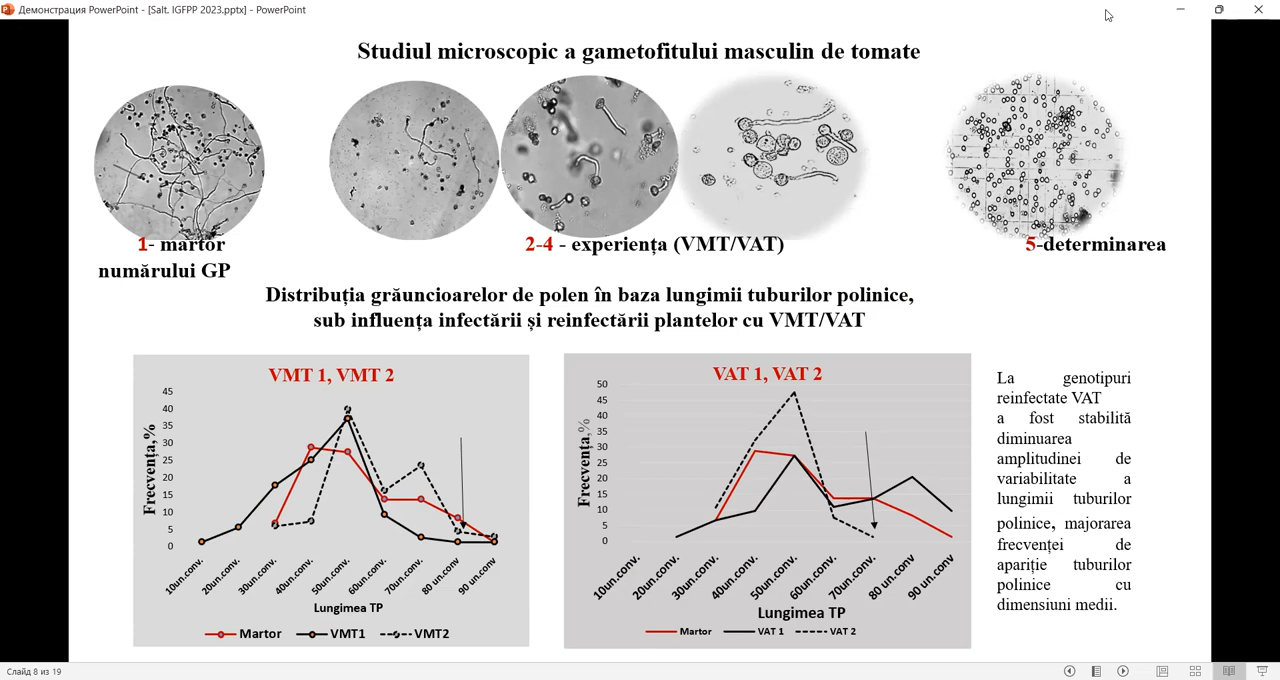 Демонстрация PowerPoint - [Salt, IGFPP 2023.pptx] - PowerPoint
Studiul microscopic a gametofitului masculin de tomate
1- martor
2-4 - experiența (VMT/VAT)
5-determinarea
numărului GP
Distribuția grăuncioarelor de polen în baza lungimii tuburilor polinice,
sub influența infectării și reinfectării plantelor cu VMT/VAT
VMT 1, VMT 2
Frecvența,%
45
40
35
30
25
20
15
10
5
0
10un.conv.
20un.conv.
30un.conv.
40un.conv.
50un.conv.
60un.conv.
70un.conv.
80 un.conv
90 un.conv
Lungimea TP
Martor
VMT1
VMT2
VAT 1, VAT 2
Frecvența,%
50
45
40
35
30
25
20
15
10
5
0
10un.conv.
20un.conv.
30un.conv.
40un.conv.
50un.conv.
60un.conv.
70un.conv.
80 un.conv
90 un.conv
Lungimea TP
Martor
VAT 1
VAT 2
La genotipuri
reinfectate VAT
a fost stabilită
diminuarea
amplitudinei de
variabilitate a
lungimii tuburilor
polinice, majorarea
frecvenței de
apariție tuburilor
polinice cu
dimensiuni medii.
Слайд 8 из 19